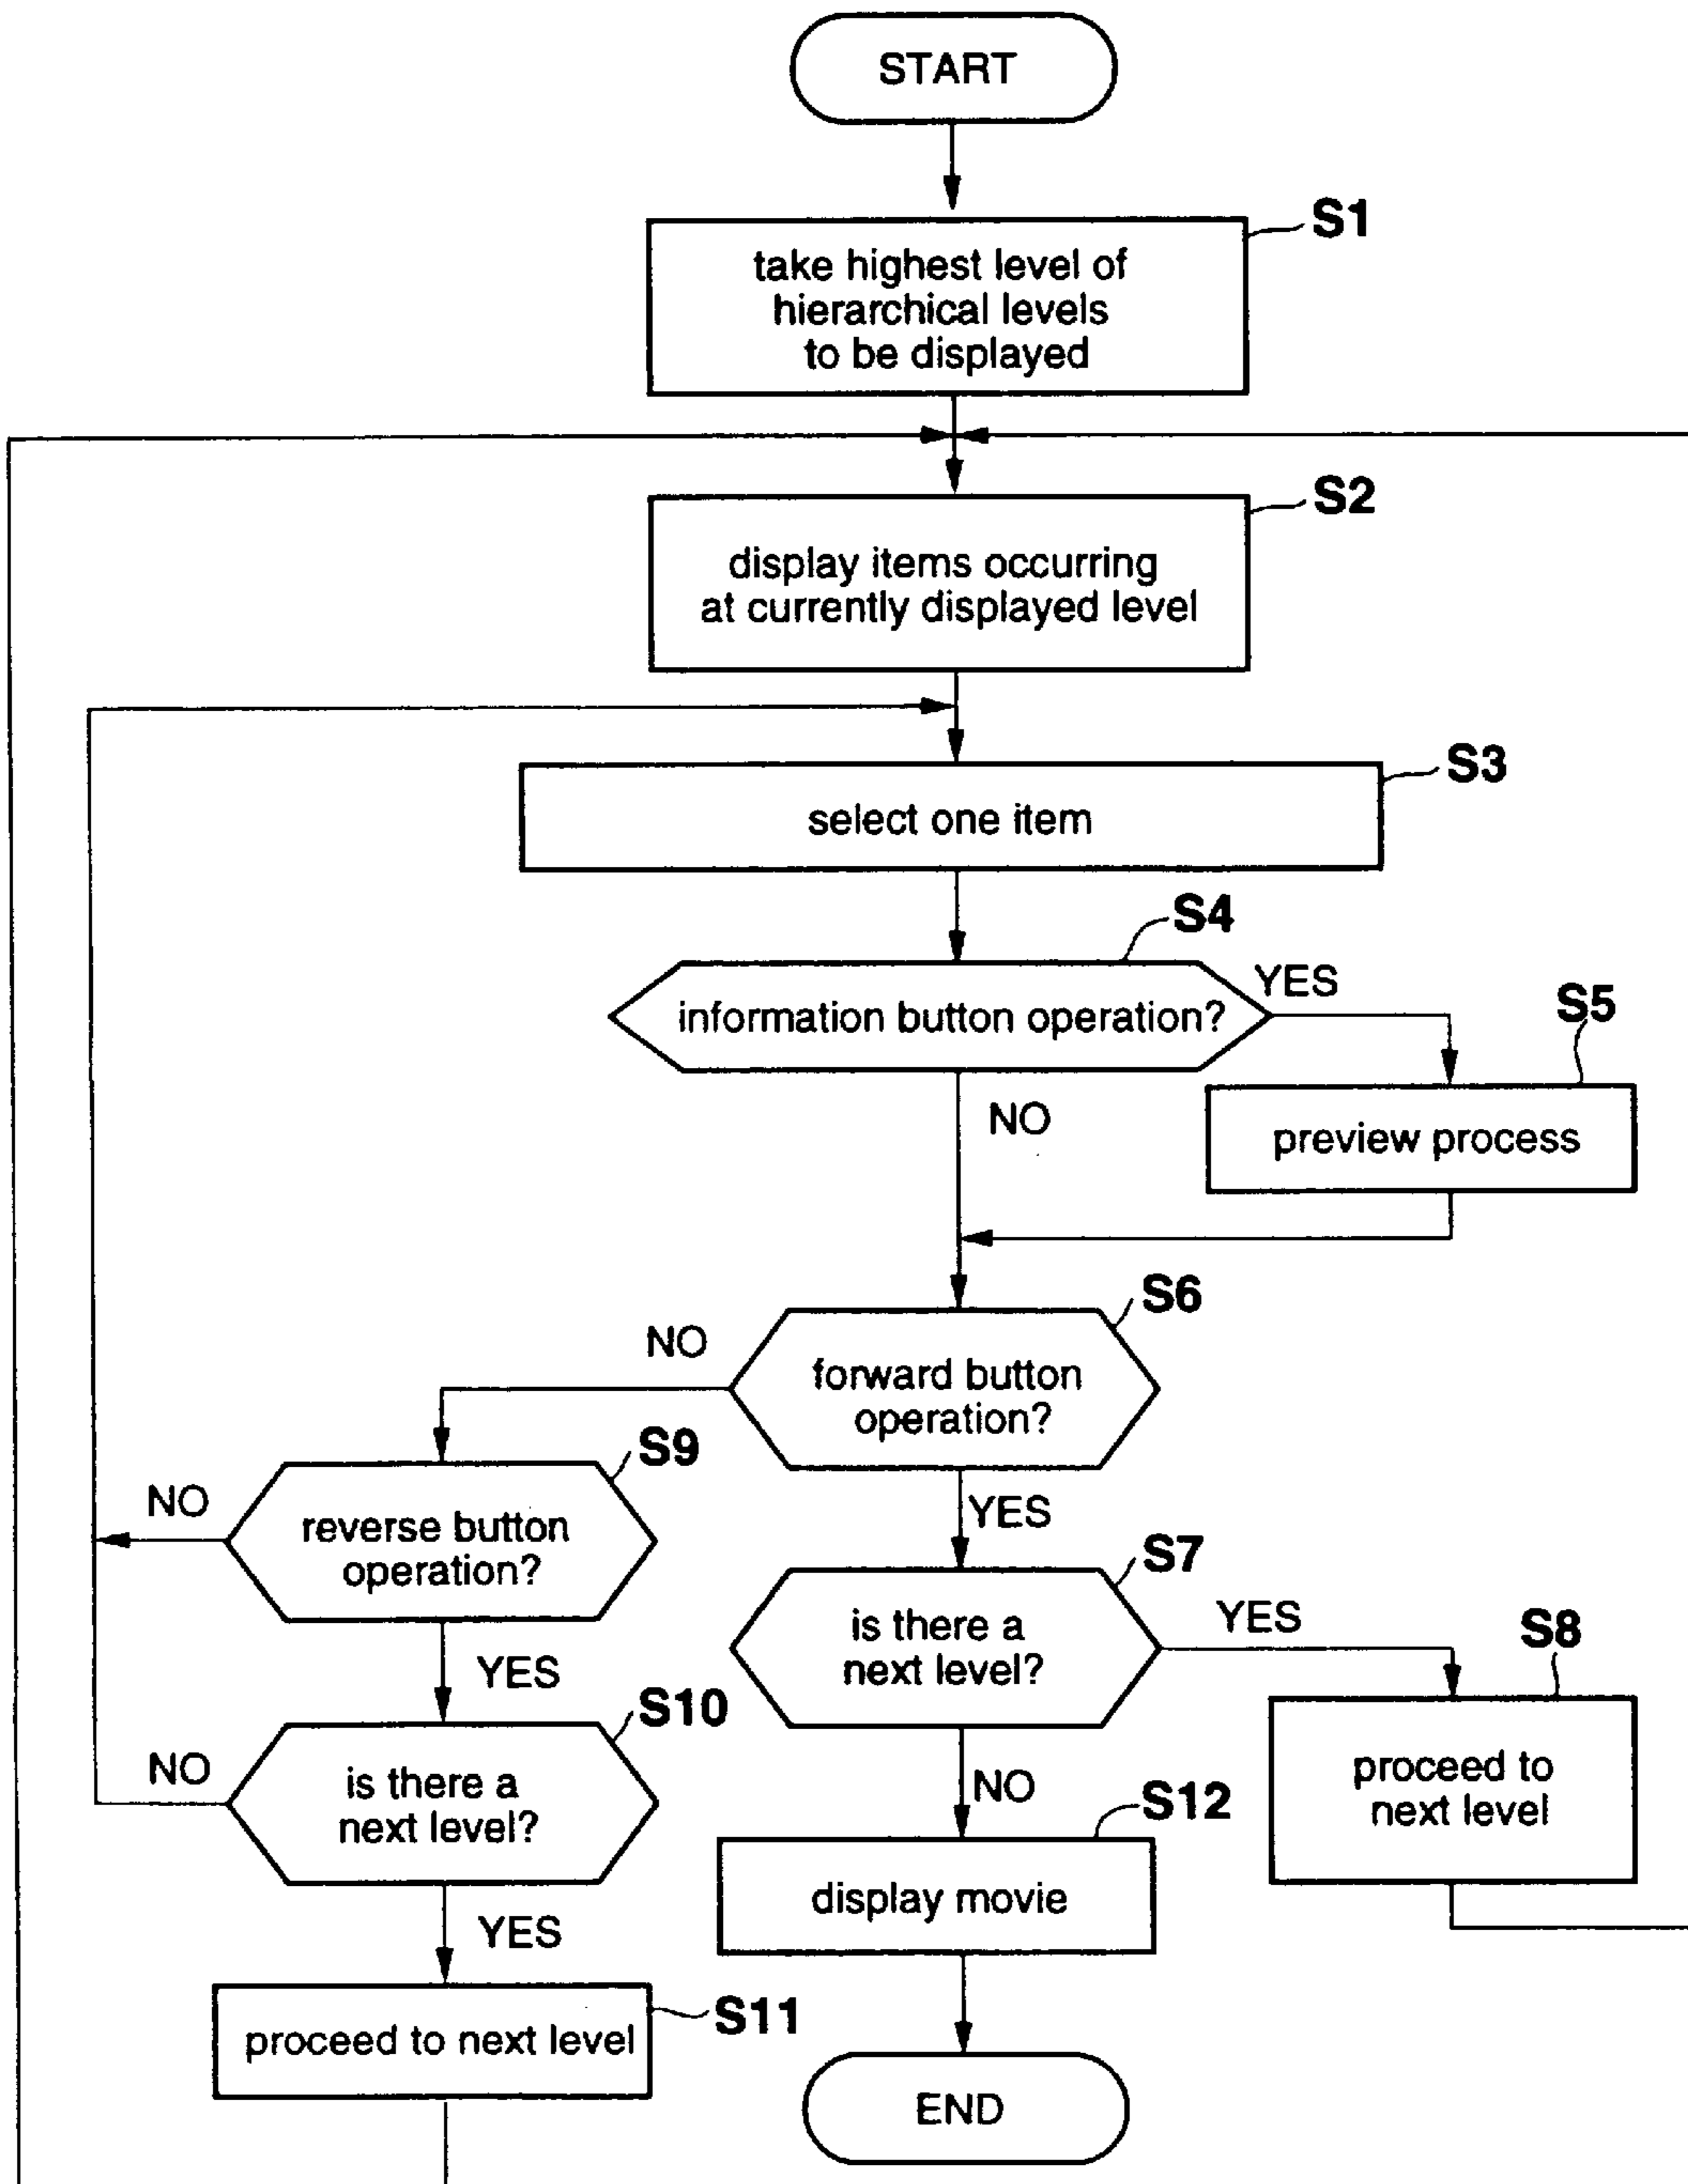 START
S1
take highest level of
hierarchical levels
to be displayed
S2
display items occurring
at currently displayed level
S3
select one item
S4
information button operation?
YES
S5
NO
preview process
S6
NO
forward button
operation?
S9
NO
reverse button
operation?
YES
S7
is there a
next level?
YES
S8
YES
S10
NO
is there a
next level?
NO
proceed to
next level
S12
display movie
YES
S11
proceed to next level
END